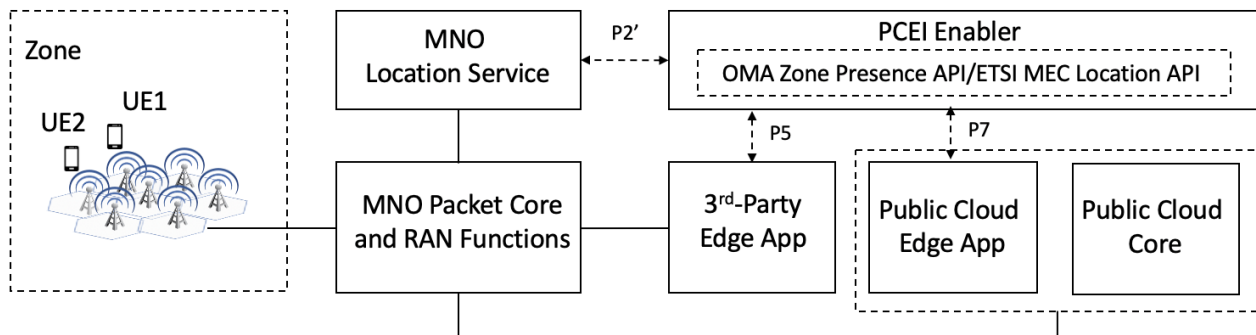 Zone
UE1
UE2
MNO
Location Service
P2’
PCEI Enabler
OMA Zone Presence API/ETSI MEC Location API
P5
P7
MNO Packet Core
and RAN Functions
3rd-Party
Edge App
Public Cloud
Edge App
Public Cloud
Core